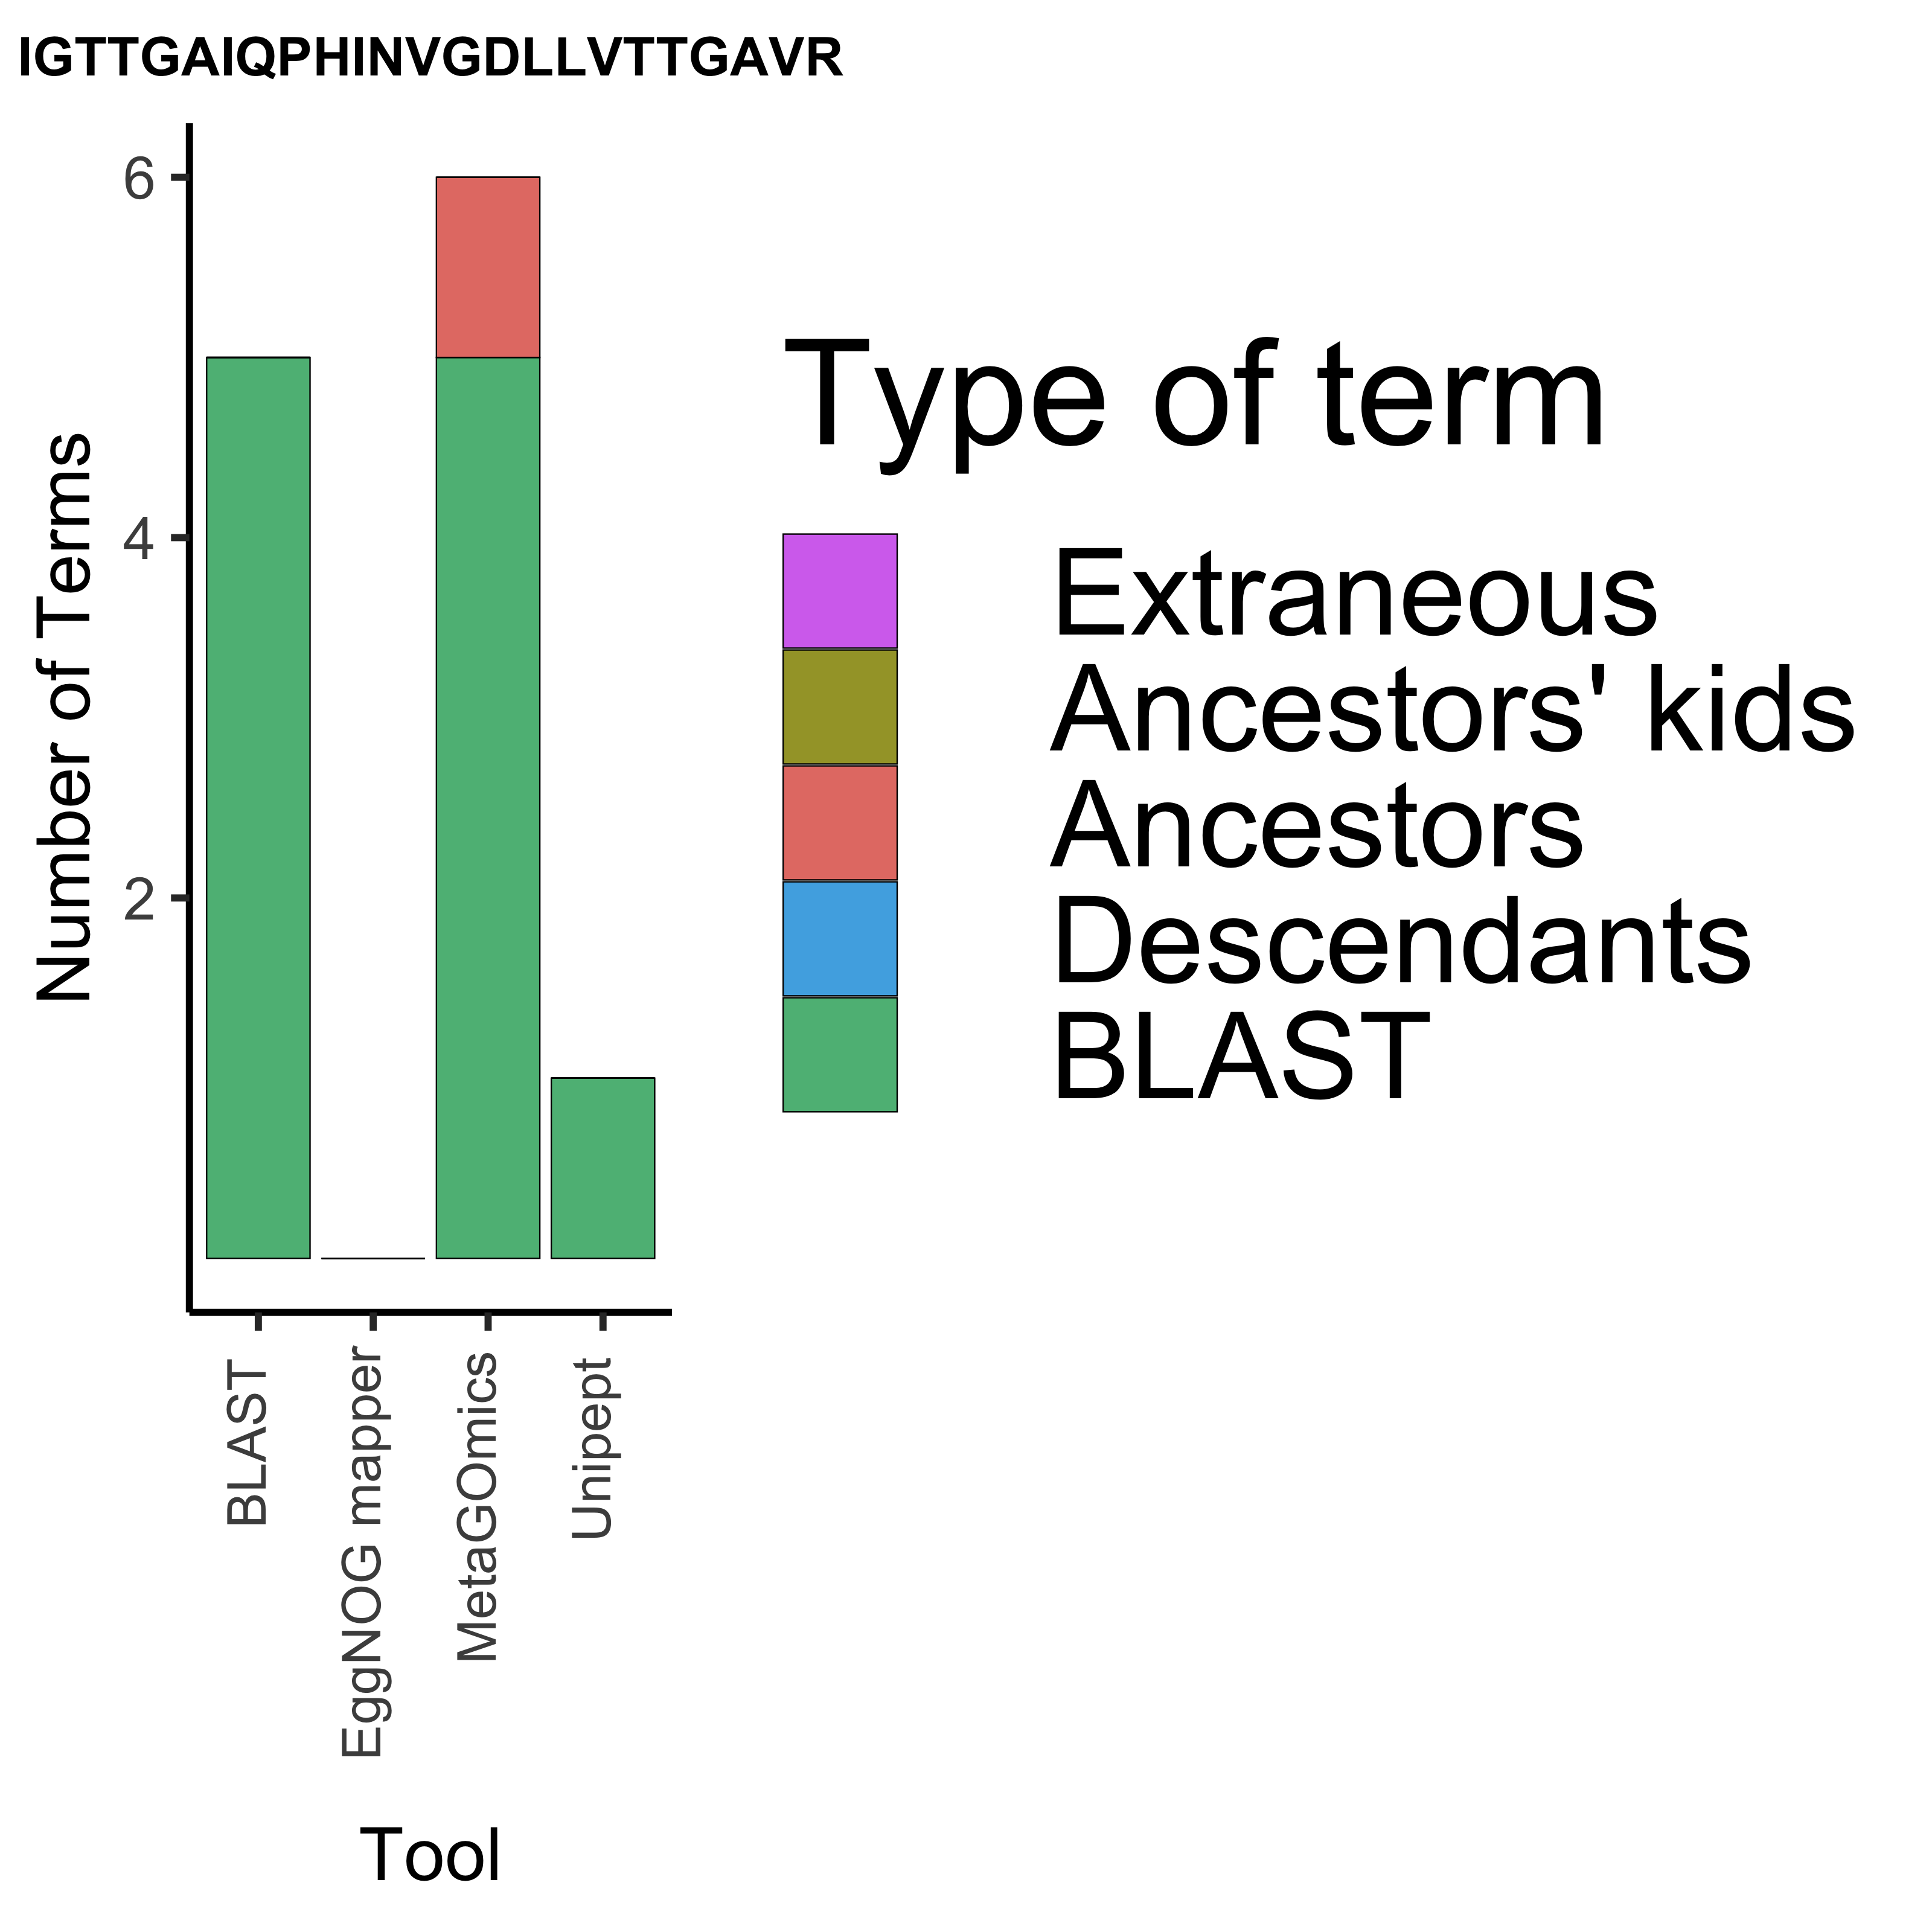 IGTTTGAIQPHINVGDLLVTTGAVR
6
4
2
Number of Terms
BLAST
EggNOG mapper
MetaGOmics
Unipept
Tool
Type of term
Extraneous
Ancestors' kids
Ancestors
Descendants
BLAST